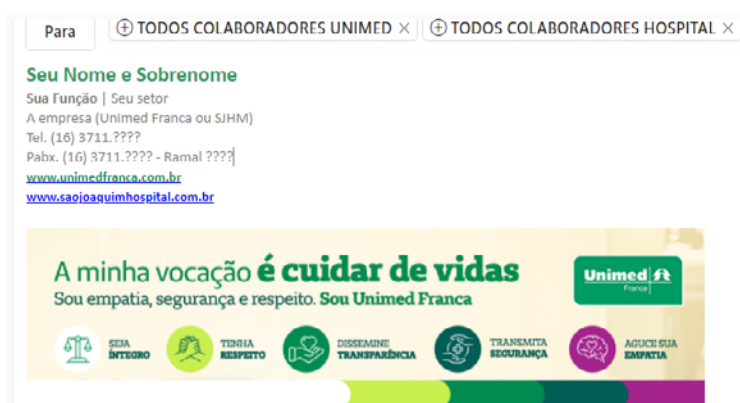 Para
TODOS COLABORADORES UNIMED × TODOS COLABORADORES HOSPITAL ×
Seu Nome e Sobrenome
Sua Função | Seu setor
A empresa (Unimed Franca ou SJHM)
Tel. (16) 3711.????
Pabx. (16) 3711.???? - Ramal ????
www.unimedfranca.com.br
www.saojoaquimhospital.com.br
A minha vocação é cuidar de vidas
Sou empatia, segurança e respeito. Sou Unimed Franca
Unimed
Franca
SEJA
ÍNTEGRO
TENHA
RESPEITO
DISSEMINE
TRANSPARÊNCIA
TRANSMITA
SEGURANÇA
AGUCE SUA
EMPATIA